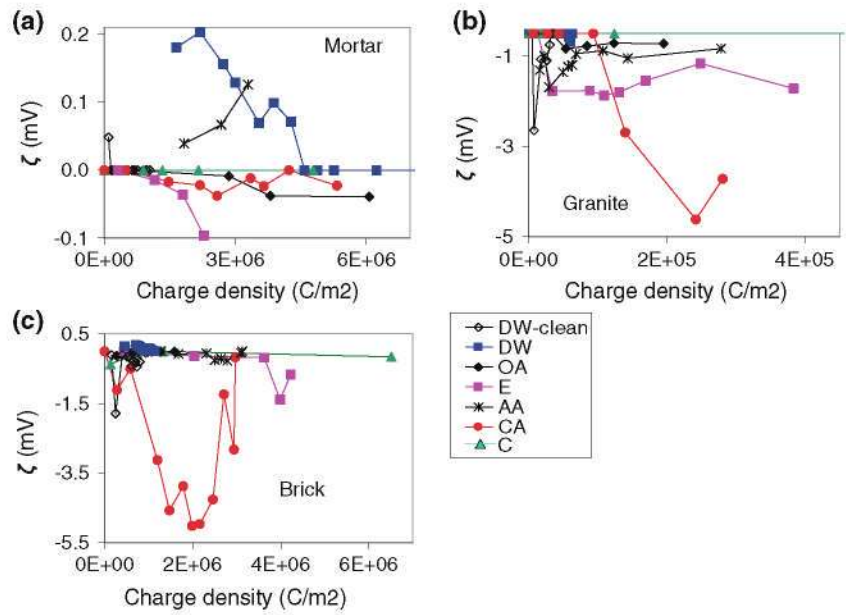 (a)
Mortar
0.2
0.1
0.0
-0.1
ζ (mV)
0E+00 3E+06 6E+06
Charge density (C/m2)
(b)
-1
-3
-5
ζ (mV)
Granite
0E+00 2E+05 4E+05
Charge density (C/m2)
(c)
0.5
-1.5
-3.5
-5.5
ζ (mV)
Brick
0E+00 2E+06 4E+06 6E+06
Charge density (C/m2)
DW-clean
DW
OA
E
AA
CA
C